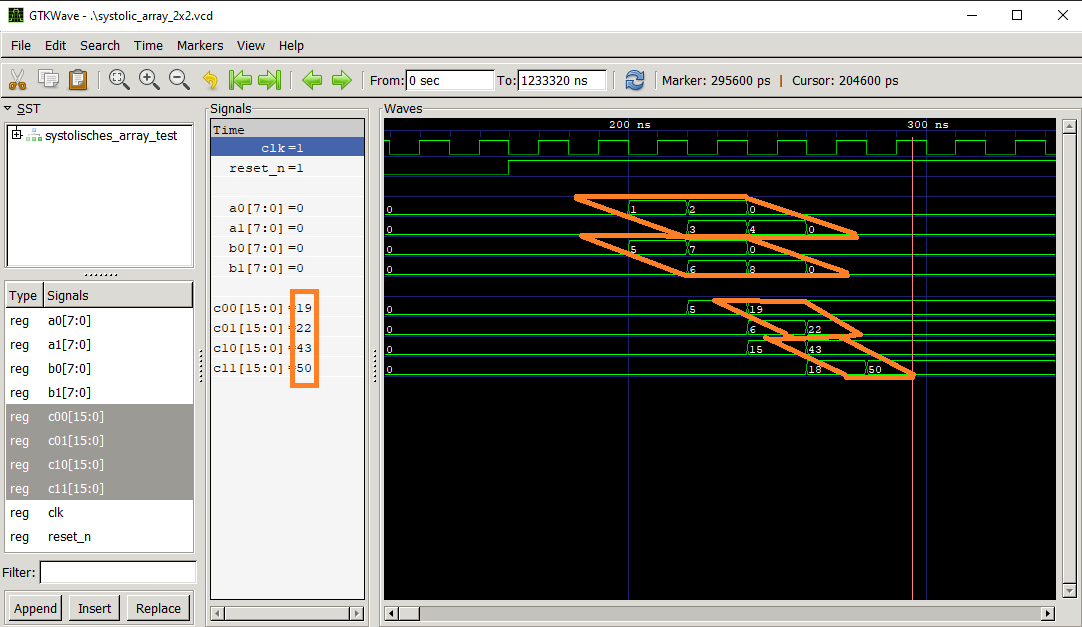 GTKWave - .\systolic_array_2x2.vcd
File Edit Search Time Markers View Help
From: 0 sec To: 1233320 ns Marker: 295600 ps | Cursor: 204600 ps
SST
systolisches_array_test
Type Signals
reg a0[7:0]
reg a1[7:0]
reg b0[7:0]
reg b1[7:0]
reg c00[15:0]
reg c01[15:0]
reg c10[15:0]
reg c11[15:0]
reg clk
reg reset_n
Filter:
Append Insert Replace
Signals
Time
clk=1
reset_n=1
a0[7:0]=0
a1[7:0]=0
b0[7:0]=0
b1[7:0]=0
c00[15:0]=19
c01[15:0]=22
c10[15:0]=43
c11[15:0]=50
Waves
200 ns 300 ns
0 1 2 0
0 3 4 0
0 5 7 0
0 6 8 0
0 5 19
0 6 22
0 15 43
0 18 50